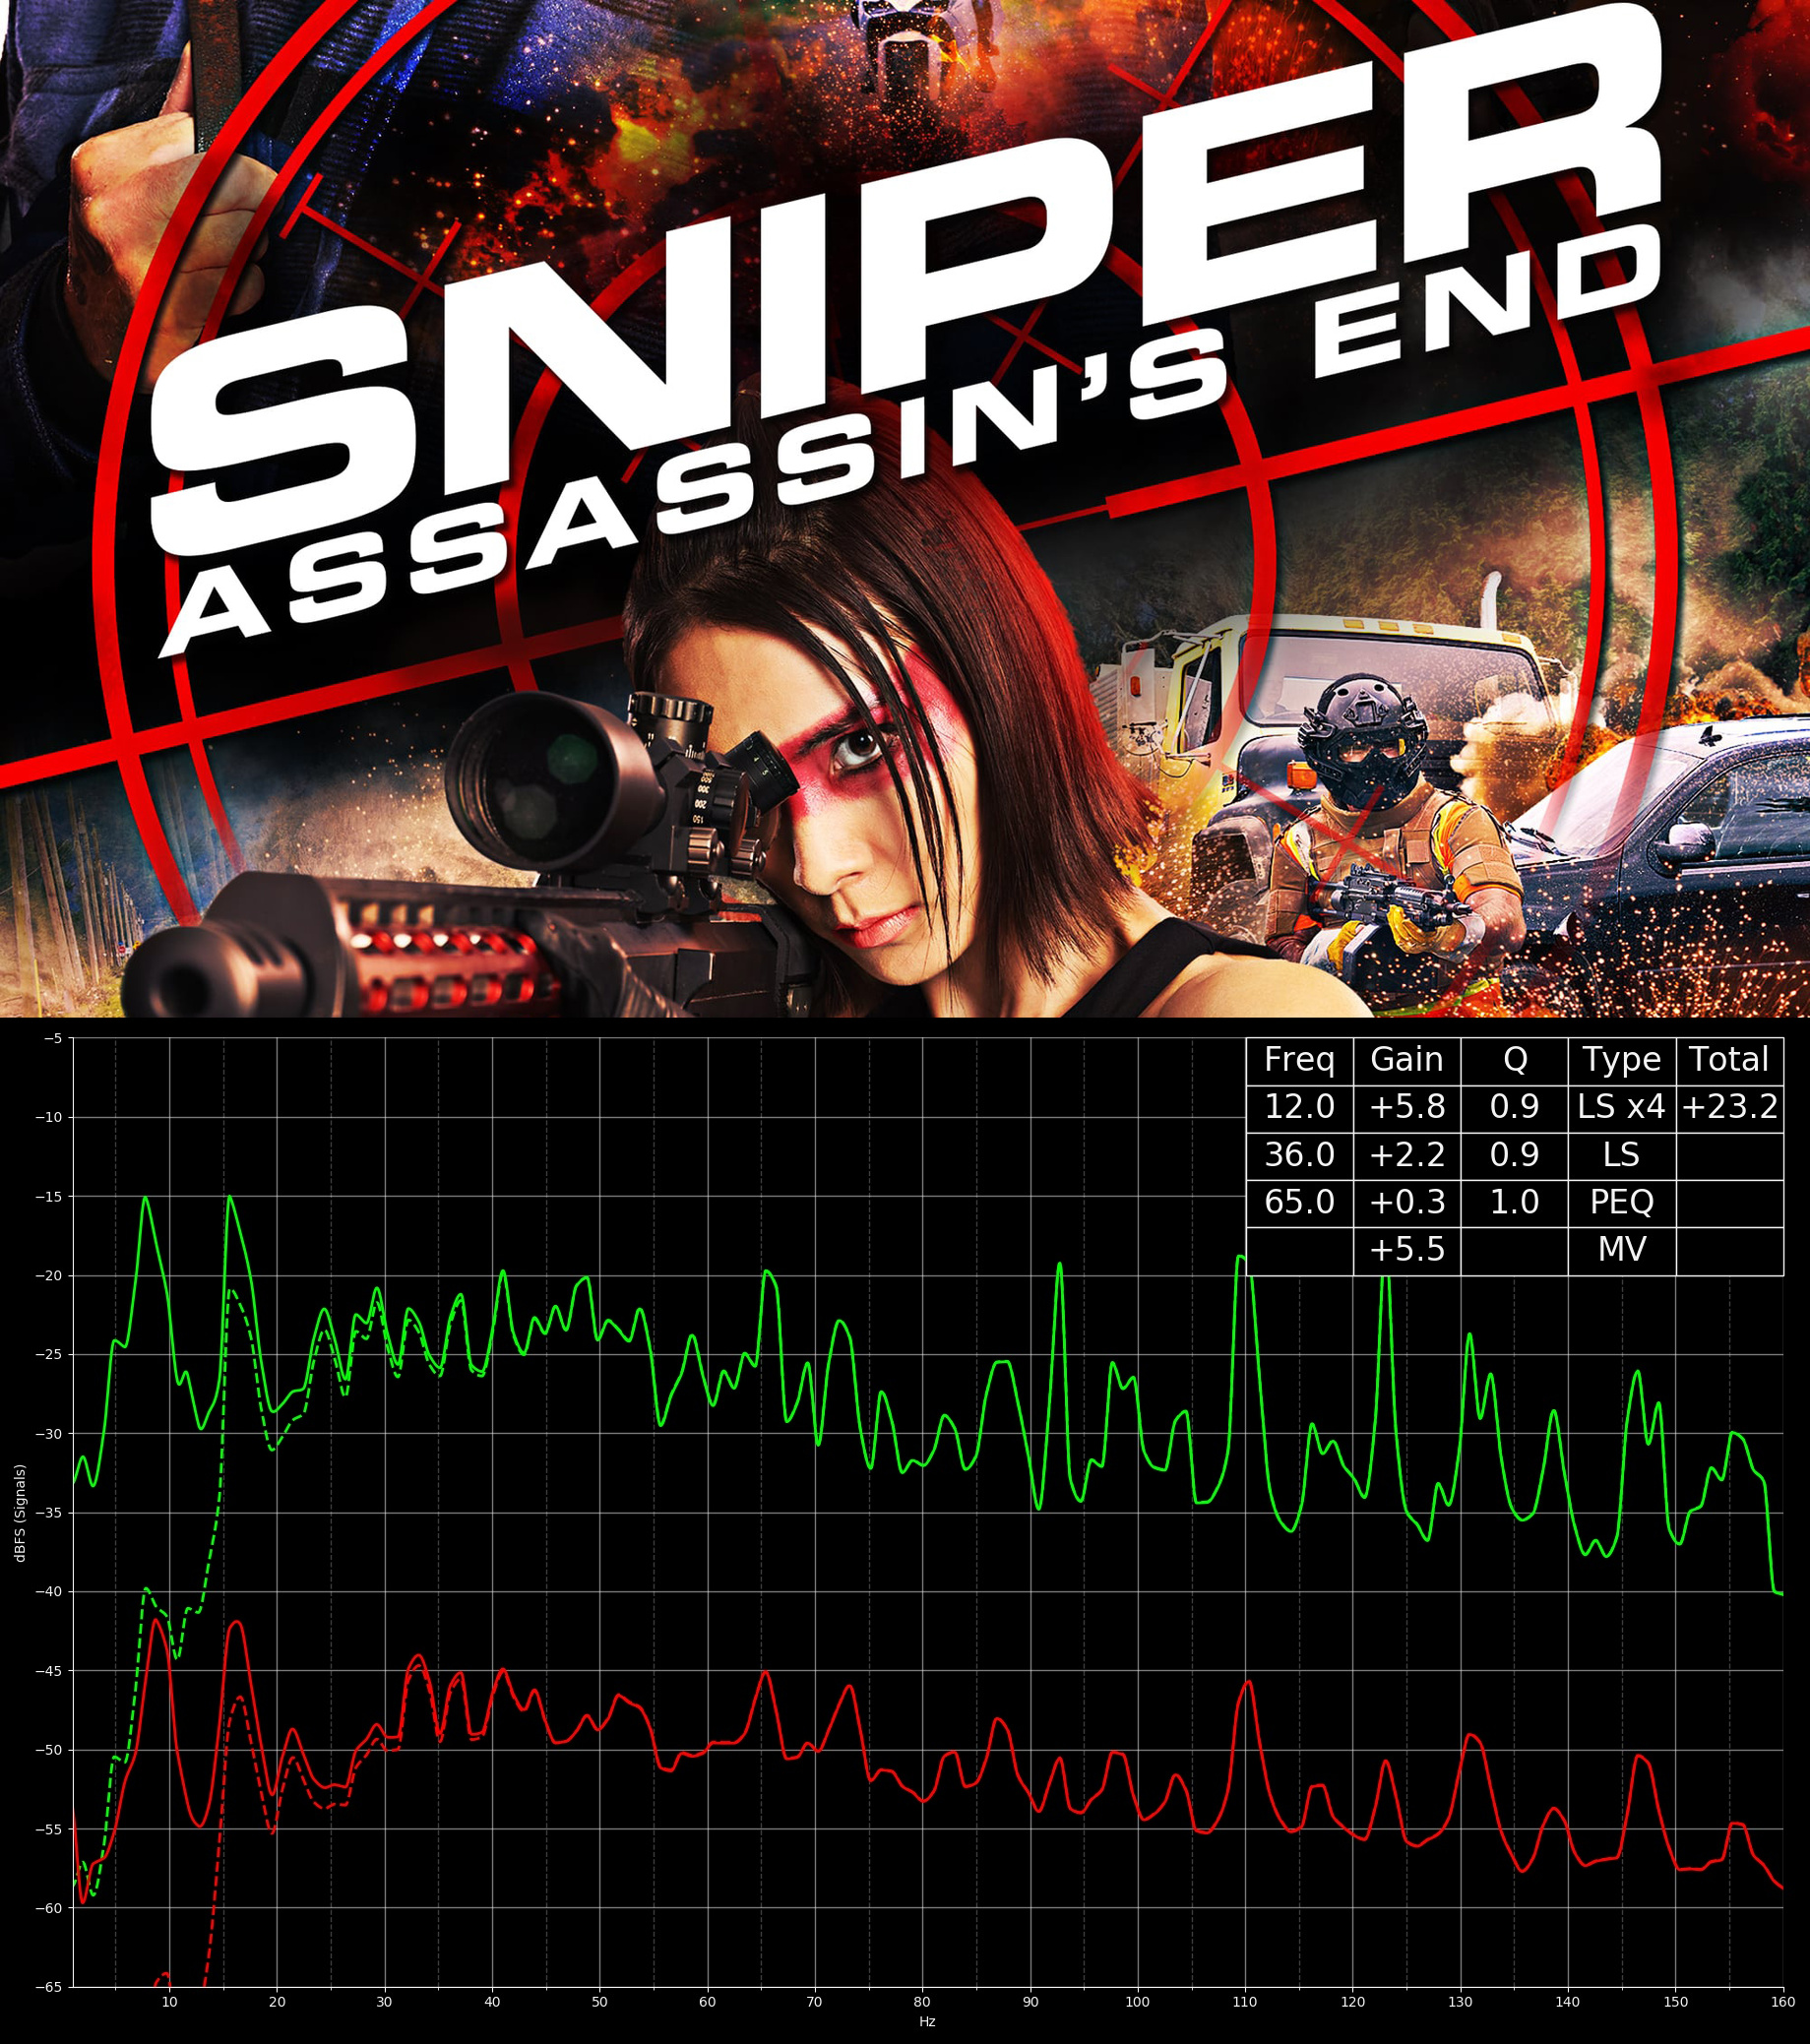 SNIPER
ASSASSIN'S END
Freq Gain Q Type Total
12.0 +5.8 0.9 LS x4 +23.2
36.0 +2.2 0.9 LS
65.0 +0.3 1.0 PEQ
+5.5 MV
−5
−10
−15
−20
−25
−30
−35
−40
−45
−50
−55
−60
−65
dBFS (Signals)
10 20 30 40 50 60 70 80 90 100 110 120 130 140 150 160
Hz